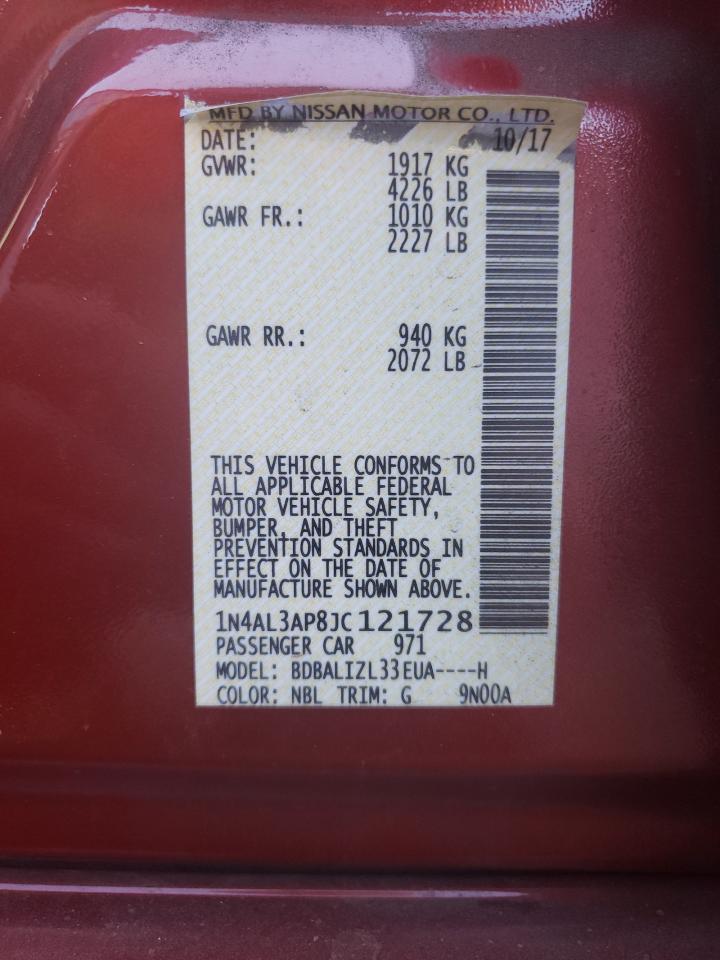 MFD BY NISSAN MOTOR CO., LTD.
DATE: 10/17
GVWR: 1917 KG
4226 LB
GAWR FR.: 1010 KG
2227 LB
GAWR RR.: 940 KG
2072 LB
THIS VEHICLE CONFORMS TO
ALL APPLICABLE FEDERAL
MOTOR VEHICLE SAFETY,
BUMPER, AND THEFT
PREVENTION STANDARDS IN
EFFECT ON THE DATE OF
MANUFACTURE SHOWN ABOVE.
1N4AL3AP8JC121728
PASSENGER CAR 971
MODEL: BDBALIZL33EUA----H
COLOR: NBL TRIM: G 9N00A